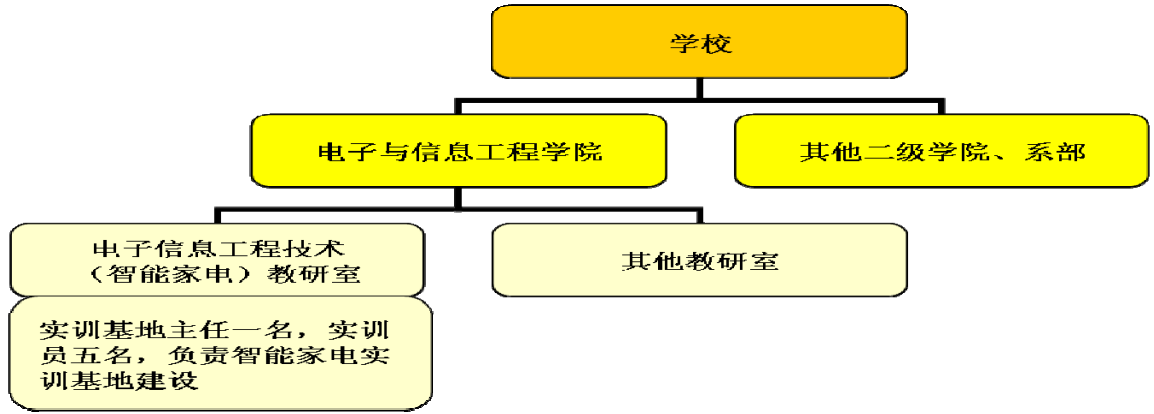 学校
电子与信息工程学院
其他二级学院、系部
电子信息工程技术
（智能家电）教研室
其他教研室
实训基地主任一名，实训
员五名，负责智能家电实
训基地建设